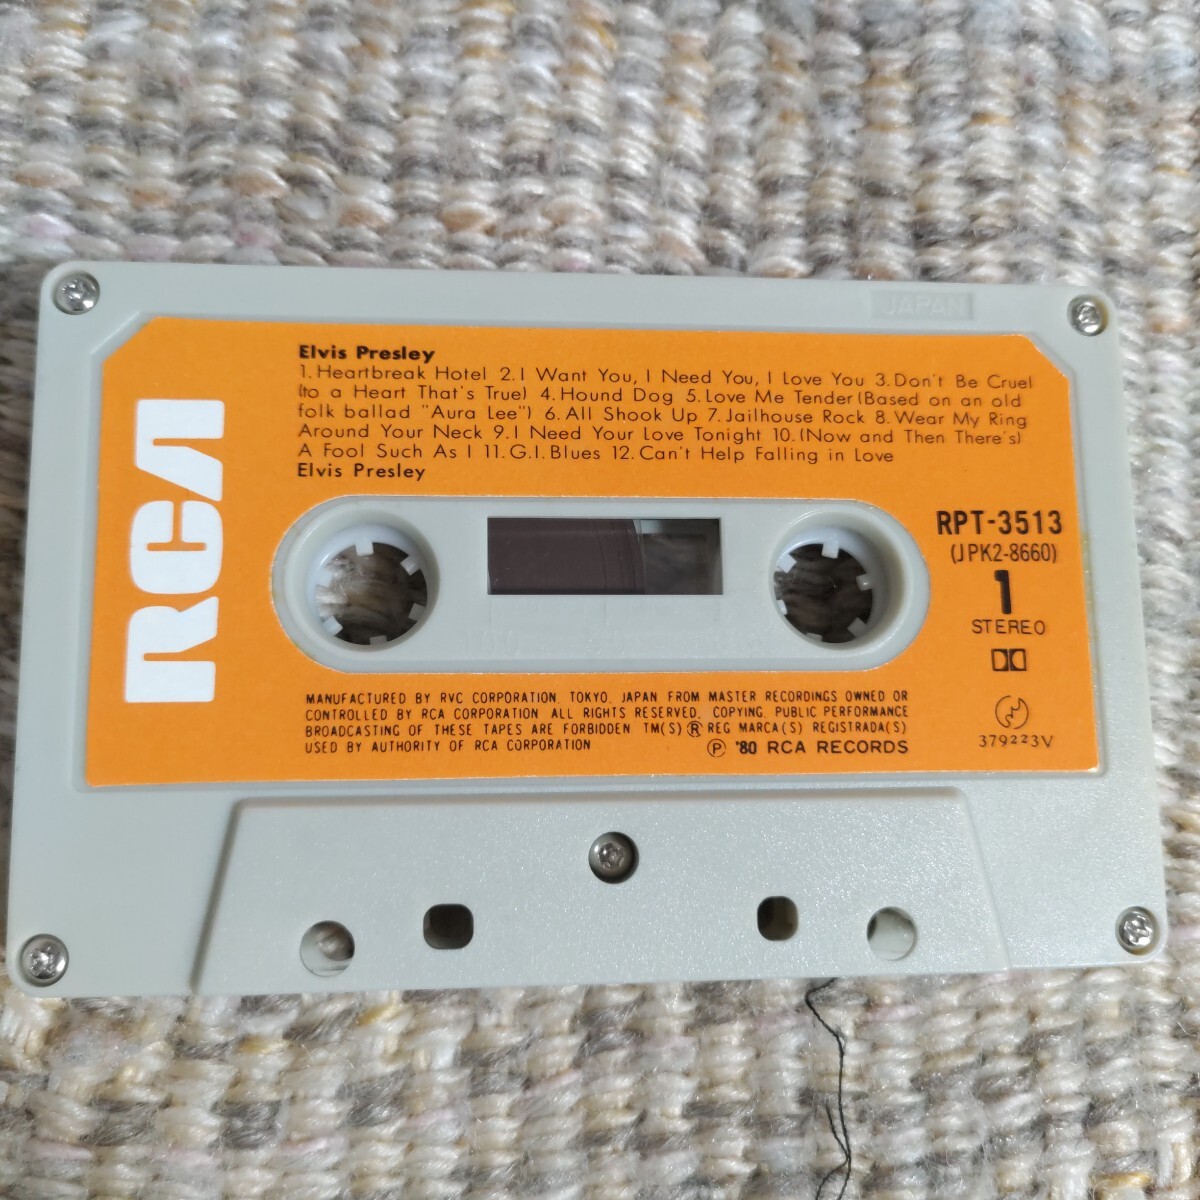 JAPAN
Elvis Presley
1. Heartbreak Hotel 2. I Want You, I Need You, I Love You 3. Don't Be Cruel
(to a Heart That's True) 4. Hound Dog 5. Love Me Tender (Based on an old
folk ballad "Aura Lee") 6. All Shook Up 7. Jailhouse Rock 8. Wear My Ring
Around Your Neck 9. I Need Your Love Tonight 10. (Now and Then There's)
A Fool Such As I 11. G.I. Blues 12. Can't Help Falling in Love
Elvis Presley
RCA
RPT-3513
(JPK2-8660)
1
STEREO
MANUFACTURED BY RVC CORPORATION, TOKYO, JAPAN FROM MASTER RECORDINGS OWNED OR
CONTROLLED BY RCA CORPORATION. ALL RIGHTS RESERVED. COPYING, PUBLIC PERFORMANCE
BROADCASTING OF THESE TAPES ARE FORBIDDEN TM(S) ® REG MARCA(S) REGISTRADA(S)
USED BY AUTHORITY OF RCA CORPORATION
℗ '80 RCA RECORDS
379223V